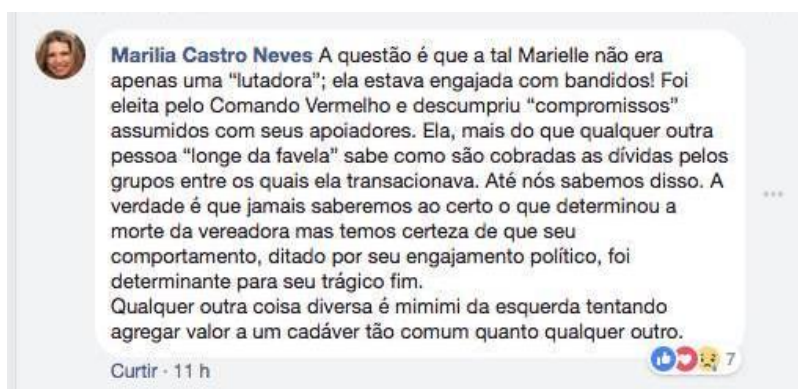 Marilia Castro Neves A questão é que a tal Marielle não era
apenas uma “lutadora”; ela estava engajada com bandidos! Foi
eleita pelo Comando Vermelho e descumpriu “compromissos”
assumidos com seus apoiadores. Ela, mais do que qualquer outra
pessoa “longe da favela” sabe como são cobradas as dívidas pelos
grupos entre os quais ela transacionava. Até nós sabemos disso. A
verdade é que jamais saberemos ao certo o que determinou a
morte da vereadora mas temos certeza de que seu
comportamento, ditado por seu engajamento político, foi
determinante para seu trágico fim.
Qualquer outra coisa diversa é mimimi da esquerda tentando
agregar valor a um cadáver tão comum quanto qualquer outro.
7
Curtir · 11 h